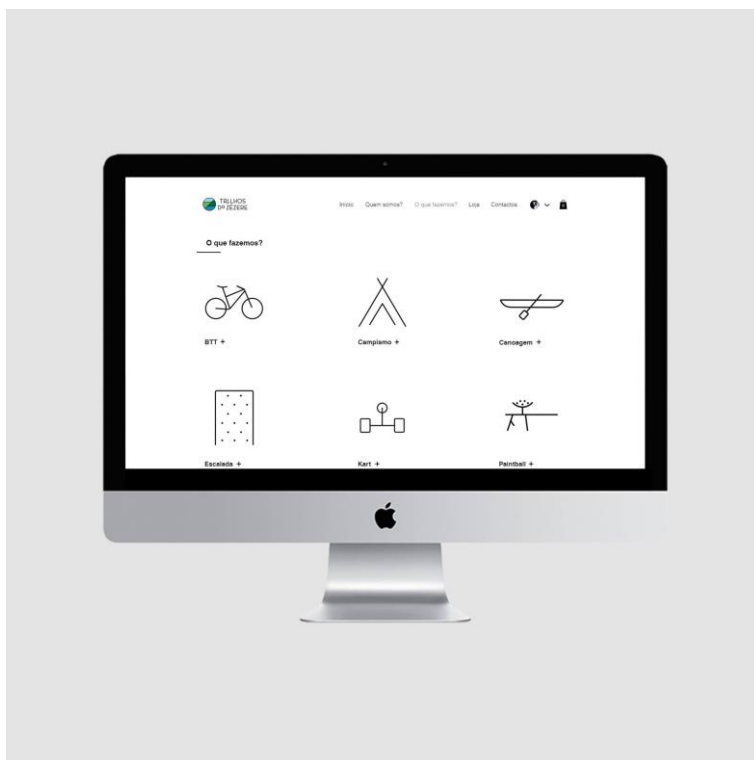 TRILHOS
DO ZÊZERE
Início Quem somos? O que fazemos? Loja Contactos
O que fazemos?
BTT +
Campismo +
Canoagem +
Escalada +
Kart +
Paintball +